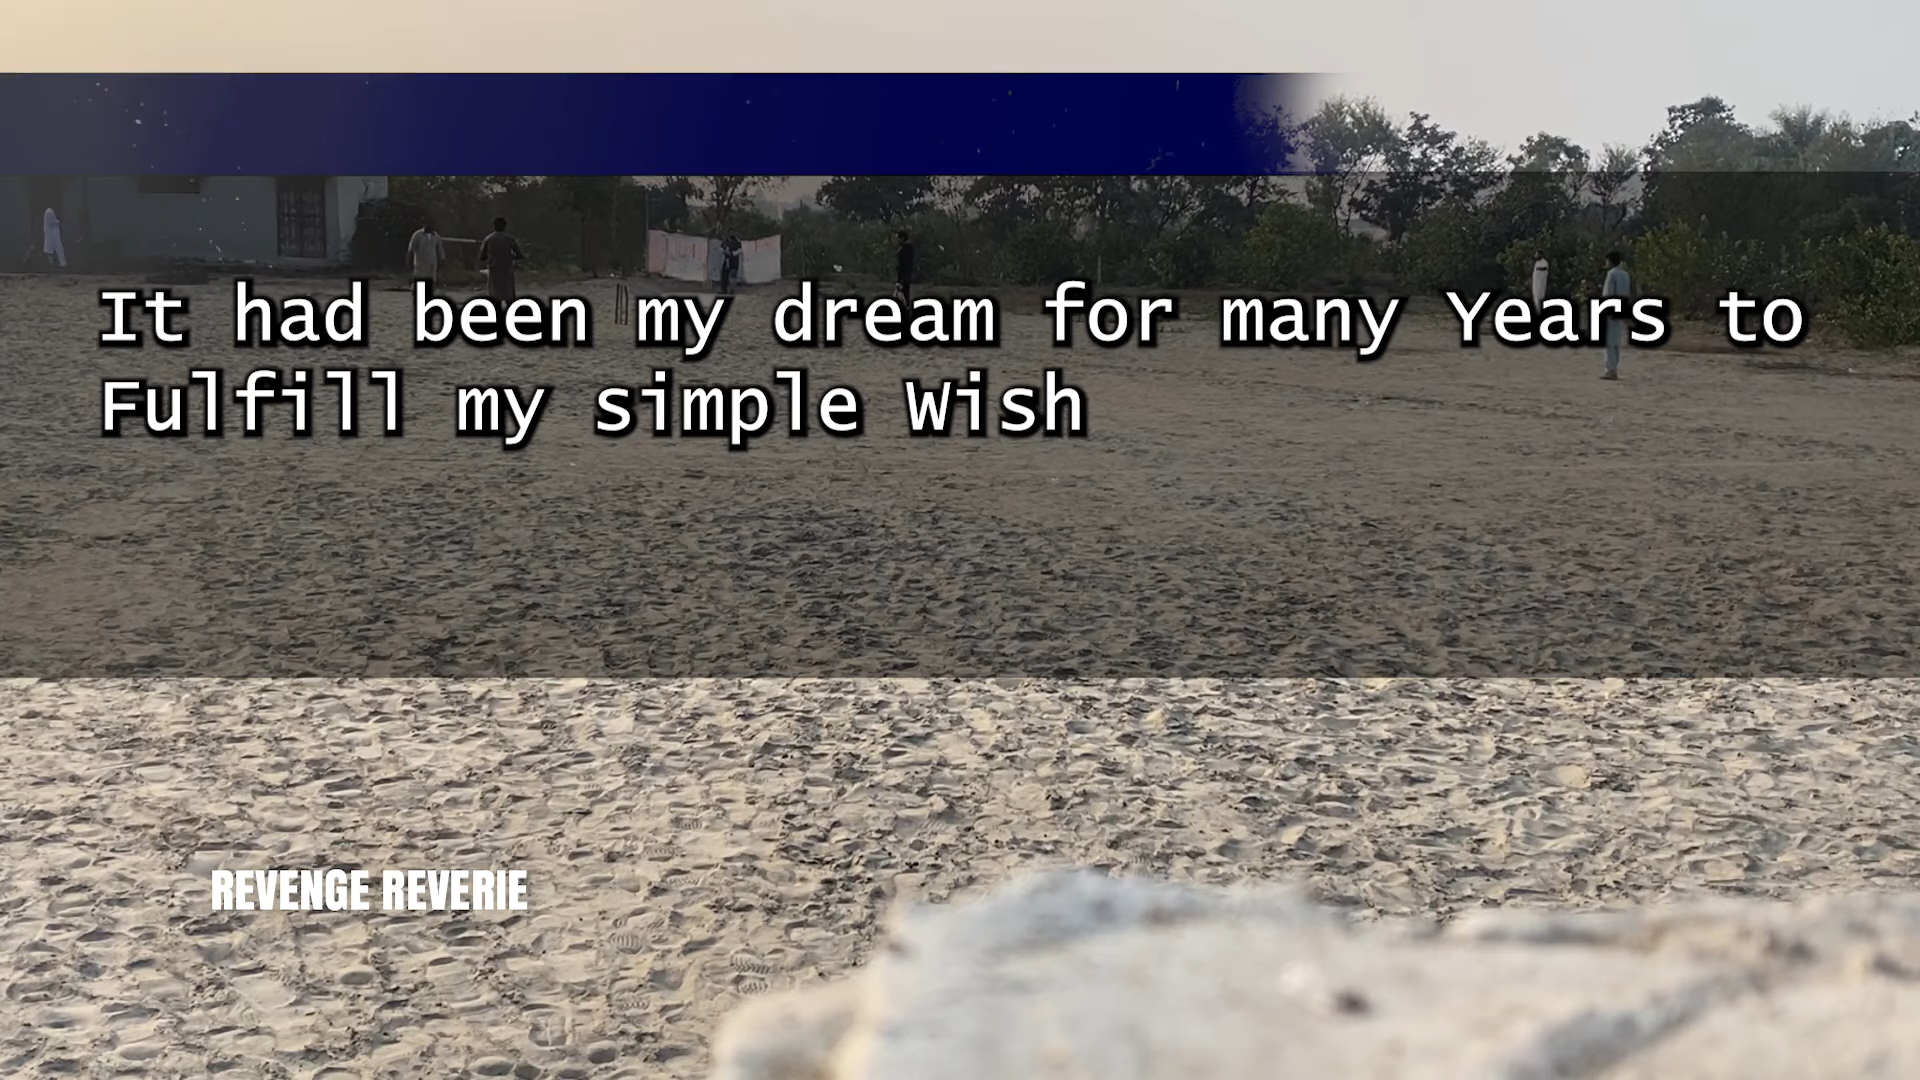 It had been my dream for many Years to
Fulfill my simple Wish
REVENGE REVERIE